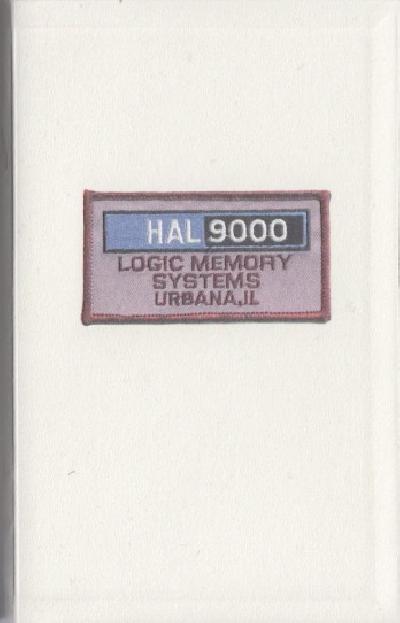 HAL 9000
LOGIC MEMORY
SYSTEMS
URBANA, IL